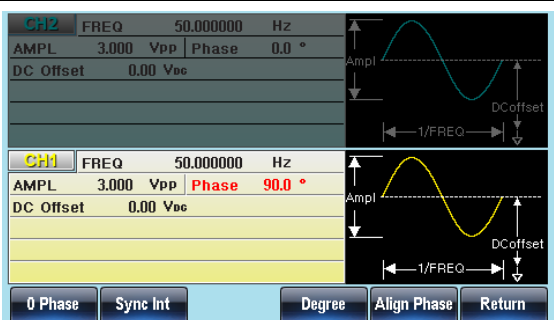 CH2 FREQ 50.000000 Hz
AMPL 3.000 Vpp Phase 0.0 °
DC Offset 0.00 VDC
Ampl
DCoffset
1/FREQ
CH1 FREQ 50.000000 Hz
AMPL 3.000 Vpp Phase 90.0 °
DC Offset 0.00 VDC
Ampl
DCoffset
1/FREQ
0 Phase Sync Int Degree Align Phase Return